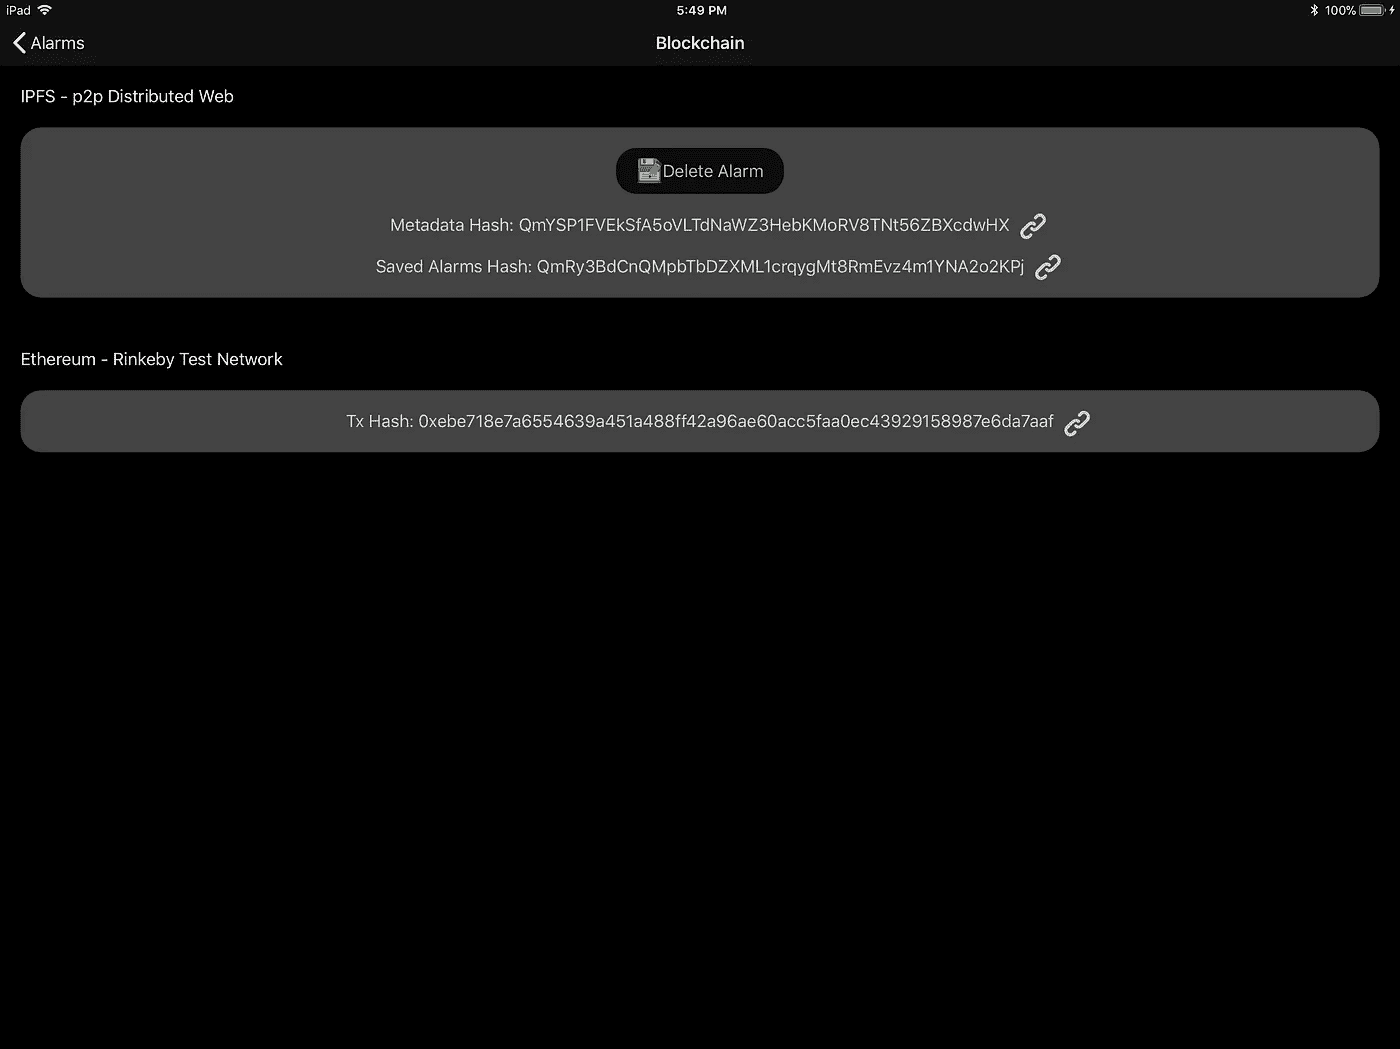 iPad 5:49 PM 100%
Alarms Blockchain
IPFS - p2p Distributed Web
Delete Alarm
Metadata Hash: QmYSP1FVEkSfA5oVLTdNaWZ3HebKMoRV8TNt56ZBXcdwHX
Saved Alarms Hash: QmRy3BdCnQMpbTbDZXML1crqygMt8RmEvz4m1YNA2o2KPj
Ethereum - Rinkeby Test Network
Tx Hash: 0xebe718e7a6554639a451a488ff42a96ae60acc5faa0ec43929158987e6da7aaf